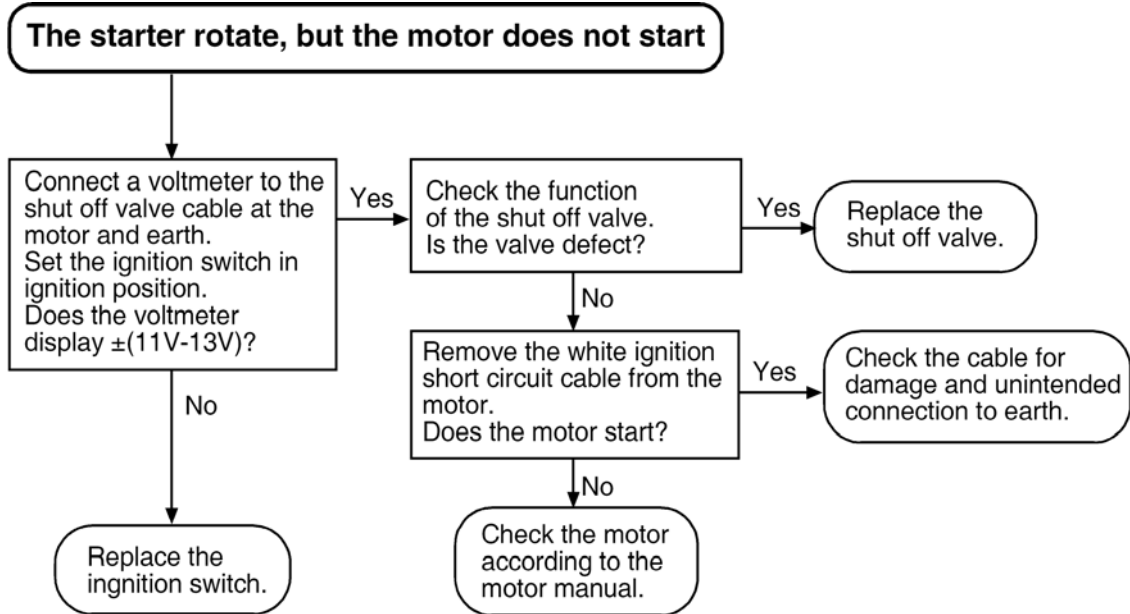 The starter rotate, but the motor does not start
Connect a voltmeter to the
shut off valve cable at the
motor and earth.
Set the ignition switch in
ignition position.
Does the voltmeter
display ±(11V-13V)?
Yes
Check the function
of the shut off valve.
Is the valve defect?
Yes
Replace the
shut off valve.
No
Remove the white ignition
short circuit cable from the
motor.
Does the motor start?
Yes
Check the cable for
damage and unintended
connection to earth.
No
No
Check the motor
according to the
motor manual.
Replace the
ingnition switch.